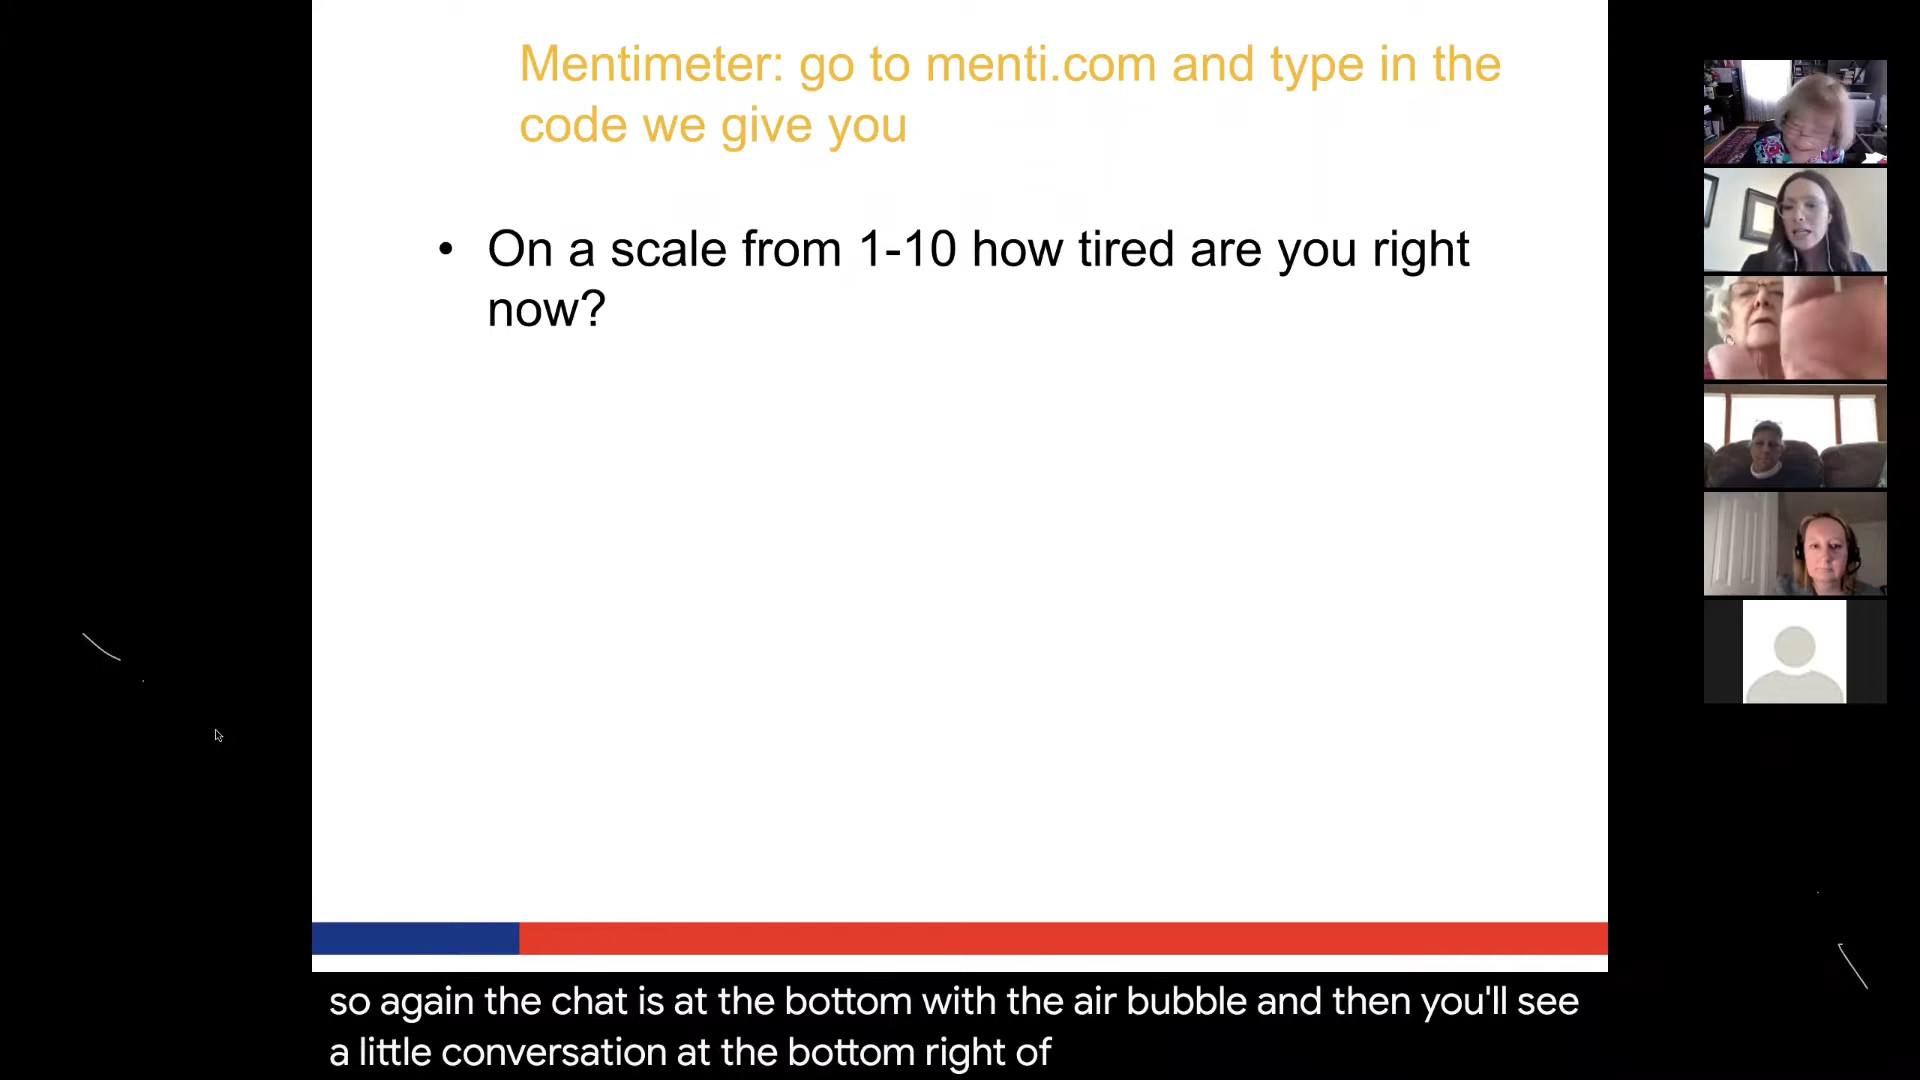 Mentimeter: go to menti.com and type in the
code we give you
• On a scale from 1-10 how tired are you right
now?
so again the chat is at the bottom with the air bubble and then you'll see
a little conversation at the bottom right of